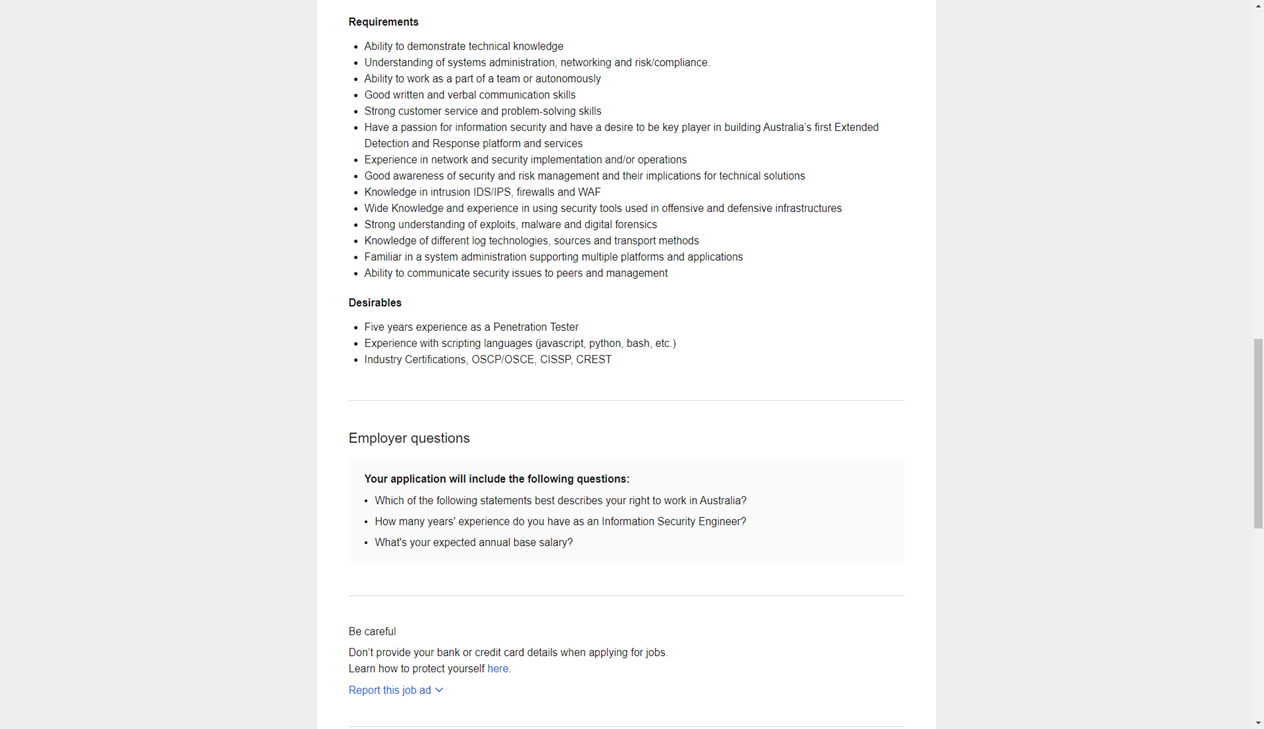 Requirements
Ability to demonstrate technical knowledge
Understanding of systems administration, networking and risk/compliance.
Ability to work as a part of a team or autonomously
Good written and verbal communication skills
Strong customer service and problem-solving skills
Have a passion for information security and have a desire to be key player in building Australia's first Extended
Detection and Response platform and services
Experience in network and security implementation and/or operations
Good awareness of security and risk management and their implications for technical solutions
Knowledge in intrusion IDS/IPS, firewalls and WAF
Wide Knowledge and experience in using security tools used in offensive and defensive infrastructures
Strong understanding of exploits, malware and digital forensics
Knowledge of different log technologies, sources and transport methods
Familiar in a system administration supporting multiple platforms and applications
Ability to communicate security issues to peers and management
Desirables
Five years experience as a Penetration Tester
Experience with scripting languages (javascript, python, bash, etc.)
Industry Certifications, OSCP/OSCE, CISSP, CREST
Employer questions
Your application will include the following questions:
Which of the following statements best describes your right to work in Australia?
How many years' experience do you have as an Information Security Engineer?
What's your expected annual base salary?
Be careful
Don't provide your bank or credit card details when applying for jobs.
Learn how to protect yourself here.
Report this job ad